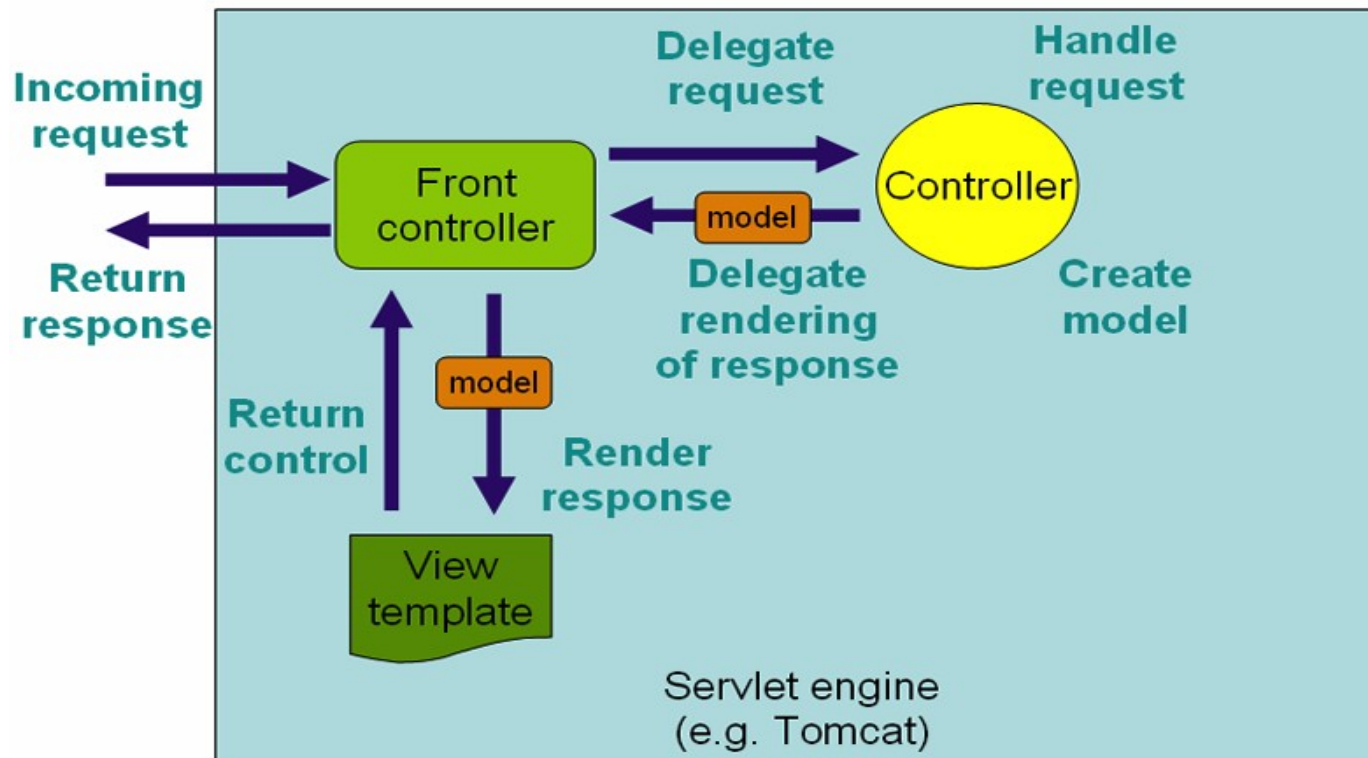 Incoming
request
Return
response
Front
controller
Delegate
request
Handle
request
Controller
model
Delegate
rendering
of response
Create
model
model
Return
control
Render
response
View
template
Servlet engine
(e.g. Tomcat)